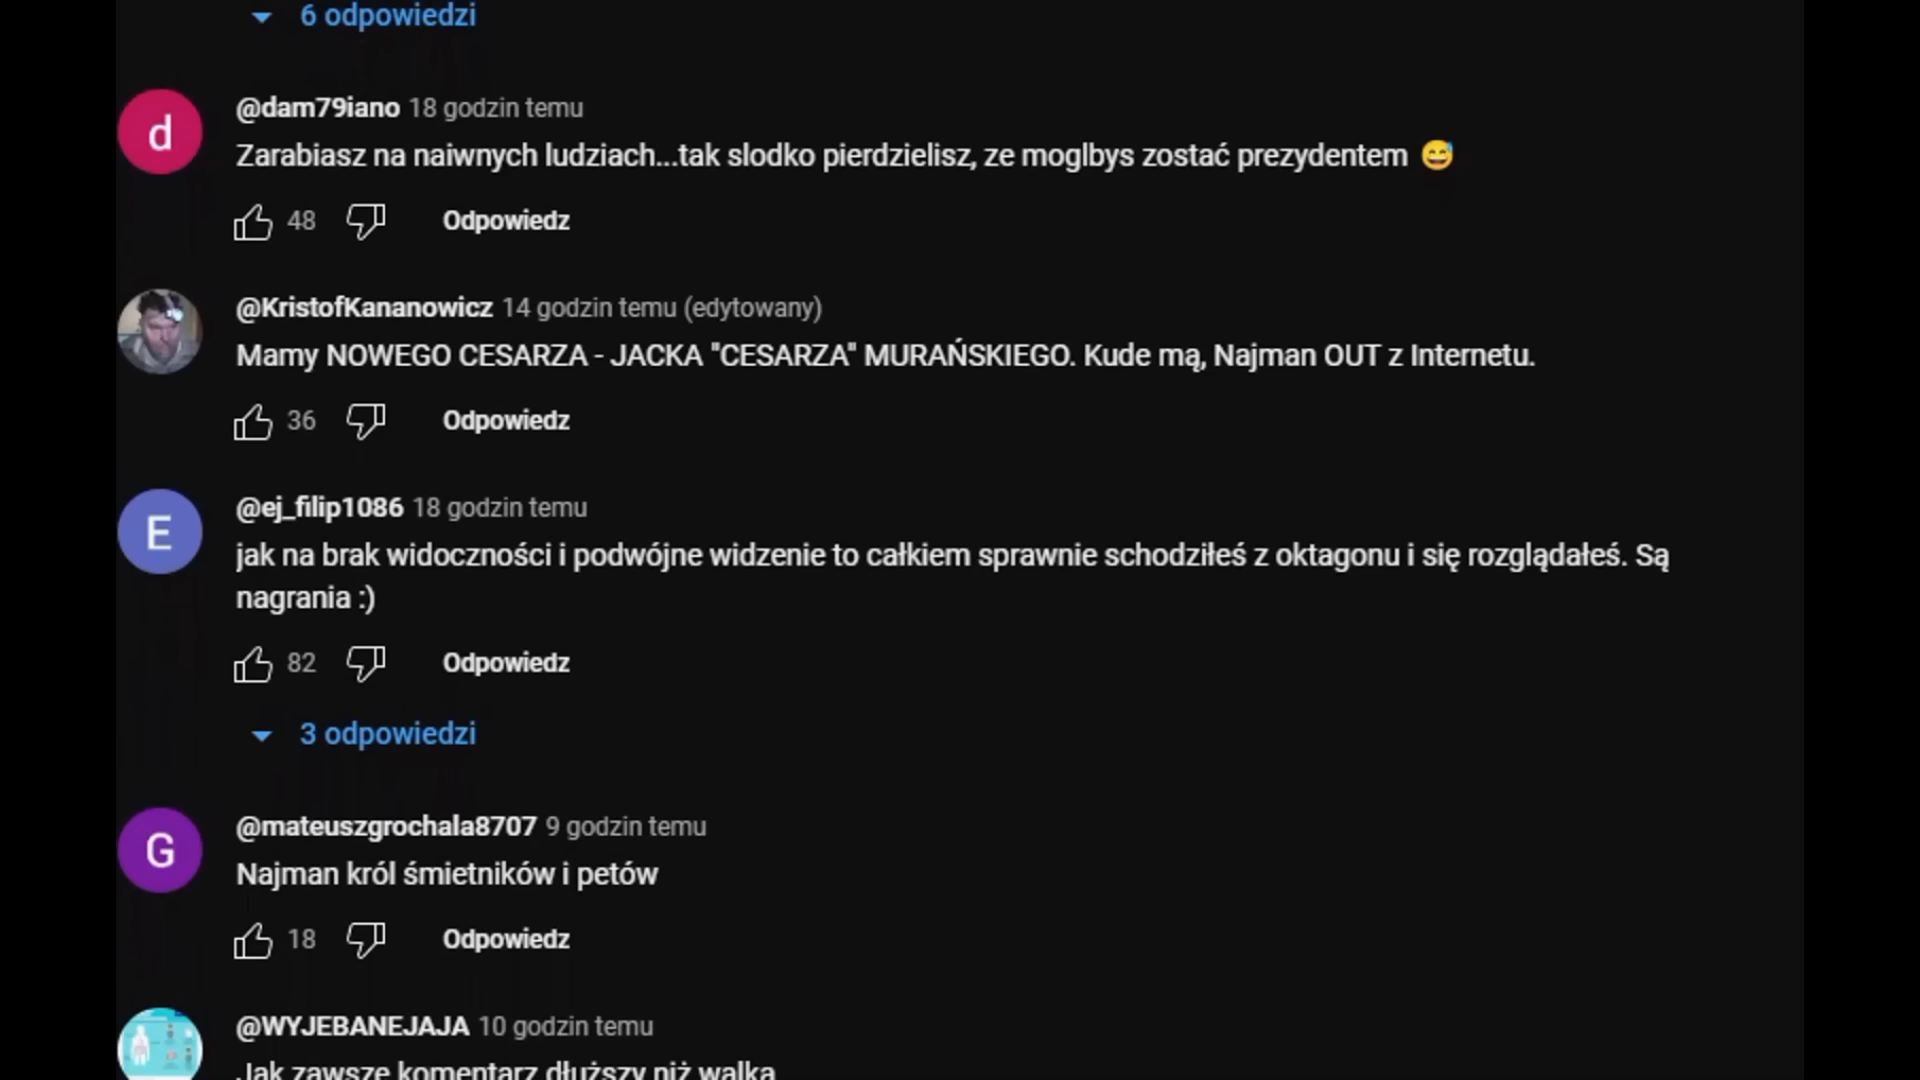 6 odpowiedzi
d
@dam79iano 18 godzin temu
Zarabiasz na naiwnych ludziach...tak slodko pierdzielisz, ze moglbys zostać prezydentem 😅
48 Odpowiedz
@KristofKananowicz 14 godzin temu (edytowany)
Mamy NOWEGO CESARZA - JACKA "CESARZA" MURAŃSKIEGO. Kude mą, Najman OUT z Internetu.
36 Odpowiedz
E
@ej_filip1086 18 godzin temu
jak na brak widoczności i podwójne widzenie to całkiem sprawnie schodziłeś z oktagonu i się rozglądałeś. Są
nagrania :)
82 Odpowiedz
3 odpowiedzi
G
@mateuszgrochala8707 9 godzin temu
Najman król śmietników i petów
18 Odpowiedz
@WYJEBANEJAJA 10 godzin temu
Jak zawsze komentarz dłuższy niż walka